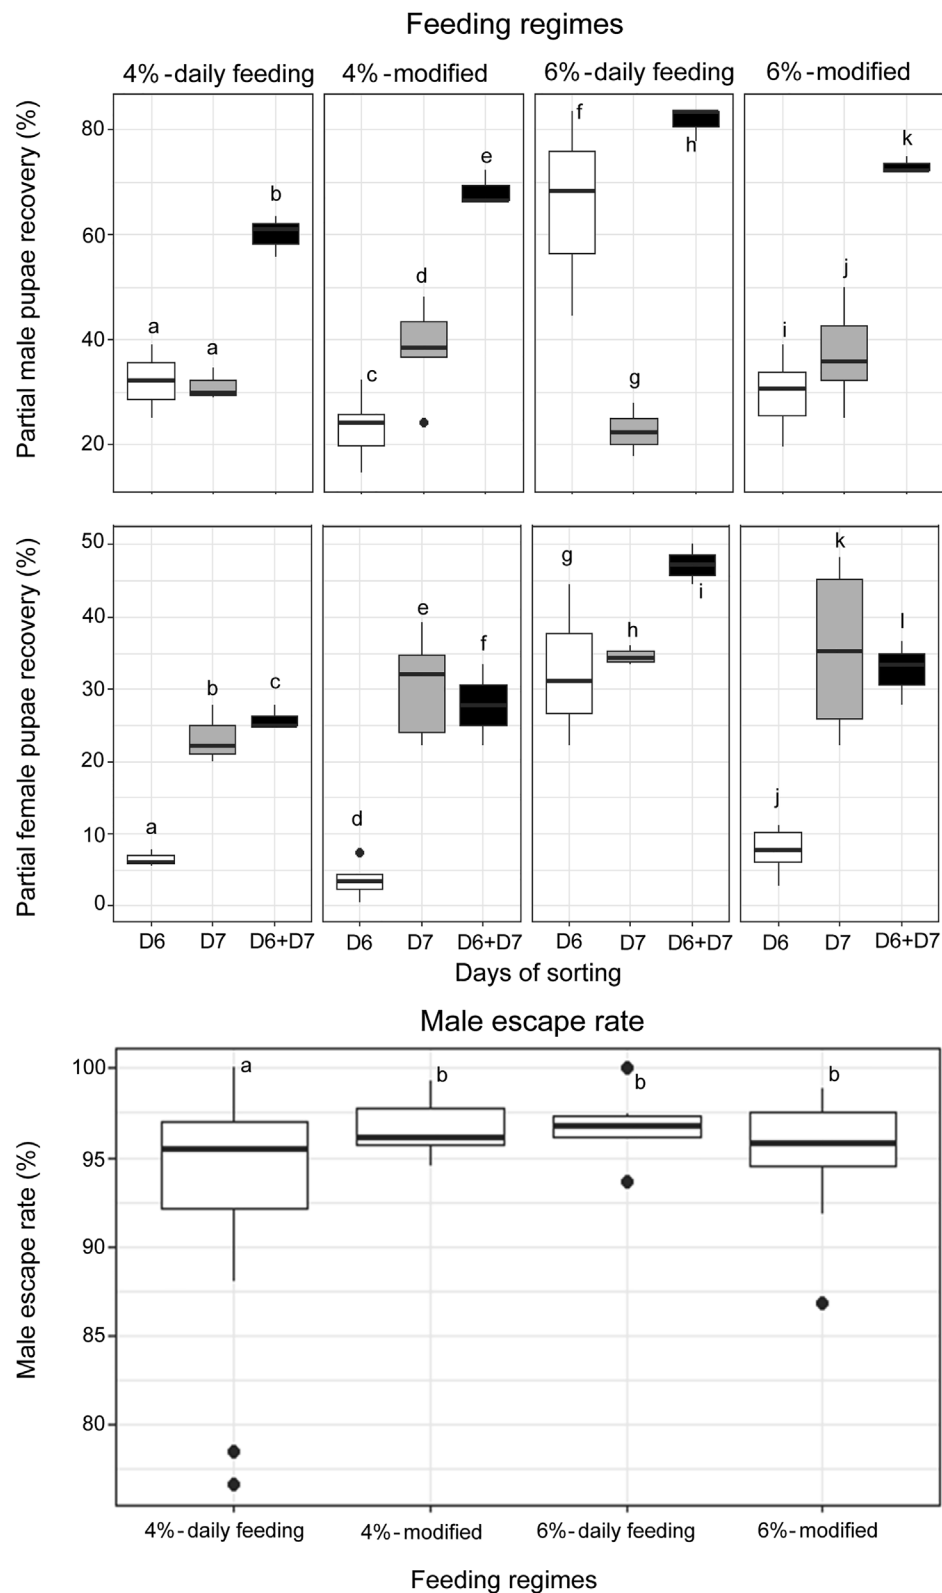 Feeding regimes
4%-daily feeding 4%-modified 6%-daily feeding 6%-modified
Partial male pupae recovery (%)
80
60
40
20
a a b
c d e
f g h
i j k
Partial female pupae recovery (%)
50
40
30
20
10
0
a b c
d e f
g h i
j k l
D6 D7 D6+D7 D6 D7 D6+D7 D6 D7 D6+D7 D6 D7 D6+D7
Days of sorting
Male escape rate
Male escape rate (%)
100
95
90
85
80
a b b b
4%-daily feeding 4%-modified 6%-daily feeding 6%-modified
Feeding regimes